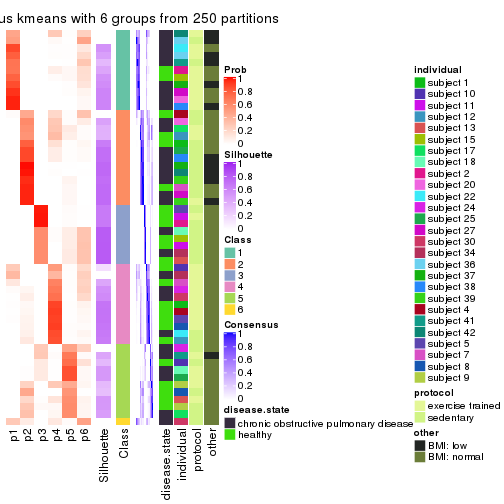 us kmeans with 6 groups from 250 partitions
p1
p2
p3
p4
p5
p6
Silhouette
Class
disease.state
individual
protocol
other
Prob
1
0.8
0.6
0.4
0.2
0
Silhouette
1
0.8
0.6
0.4
0.2
0
Class
1
2
3
4
5
6
Consensus
1
0.8
0.6
0.4
0.2
0
disease.state
chronic obstructive pulmonary disease
healthy
individual
subject 1
subject 10
subject 11
subject 12
subject 13
subject 15
subject 17
subject 18
subject 2
subject 20
subject 22
subject 24
subject 25
subject 27
subject 30
subject 34
subject 36
subject 37
subject 38
subject 39
subject 4
subject 41
subject 42
subject 5
subject 7
subject 8
subject 9
protocol
exercise trained
sedentary
other
BMI: low
BMI: normal